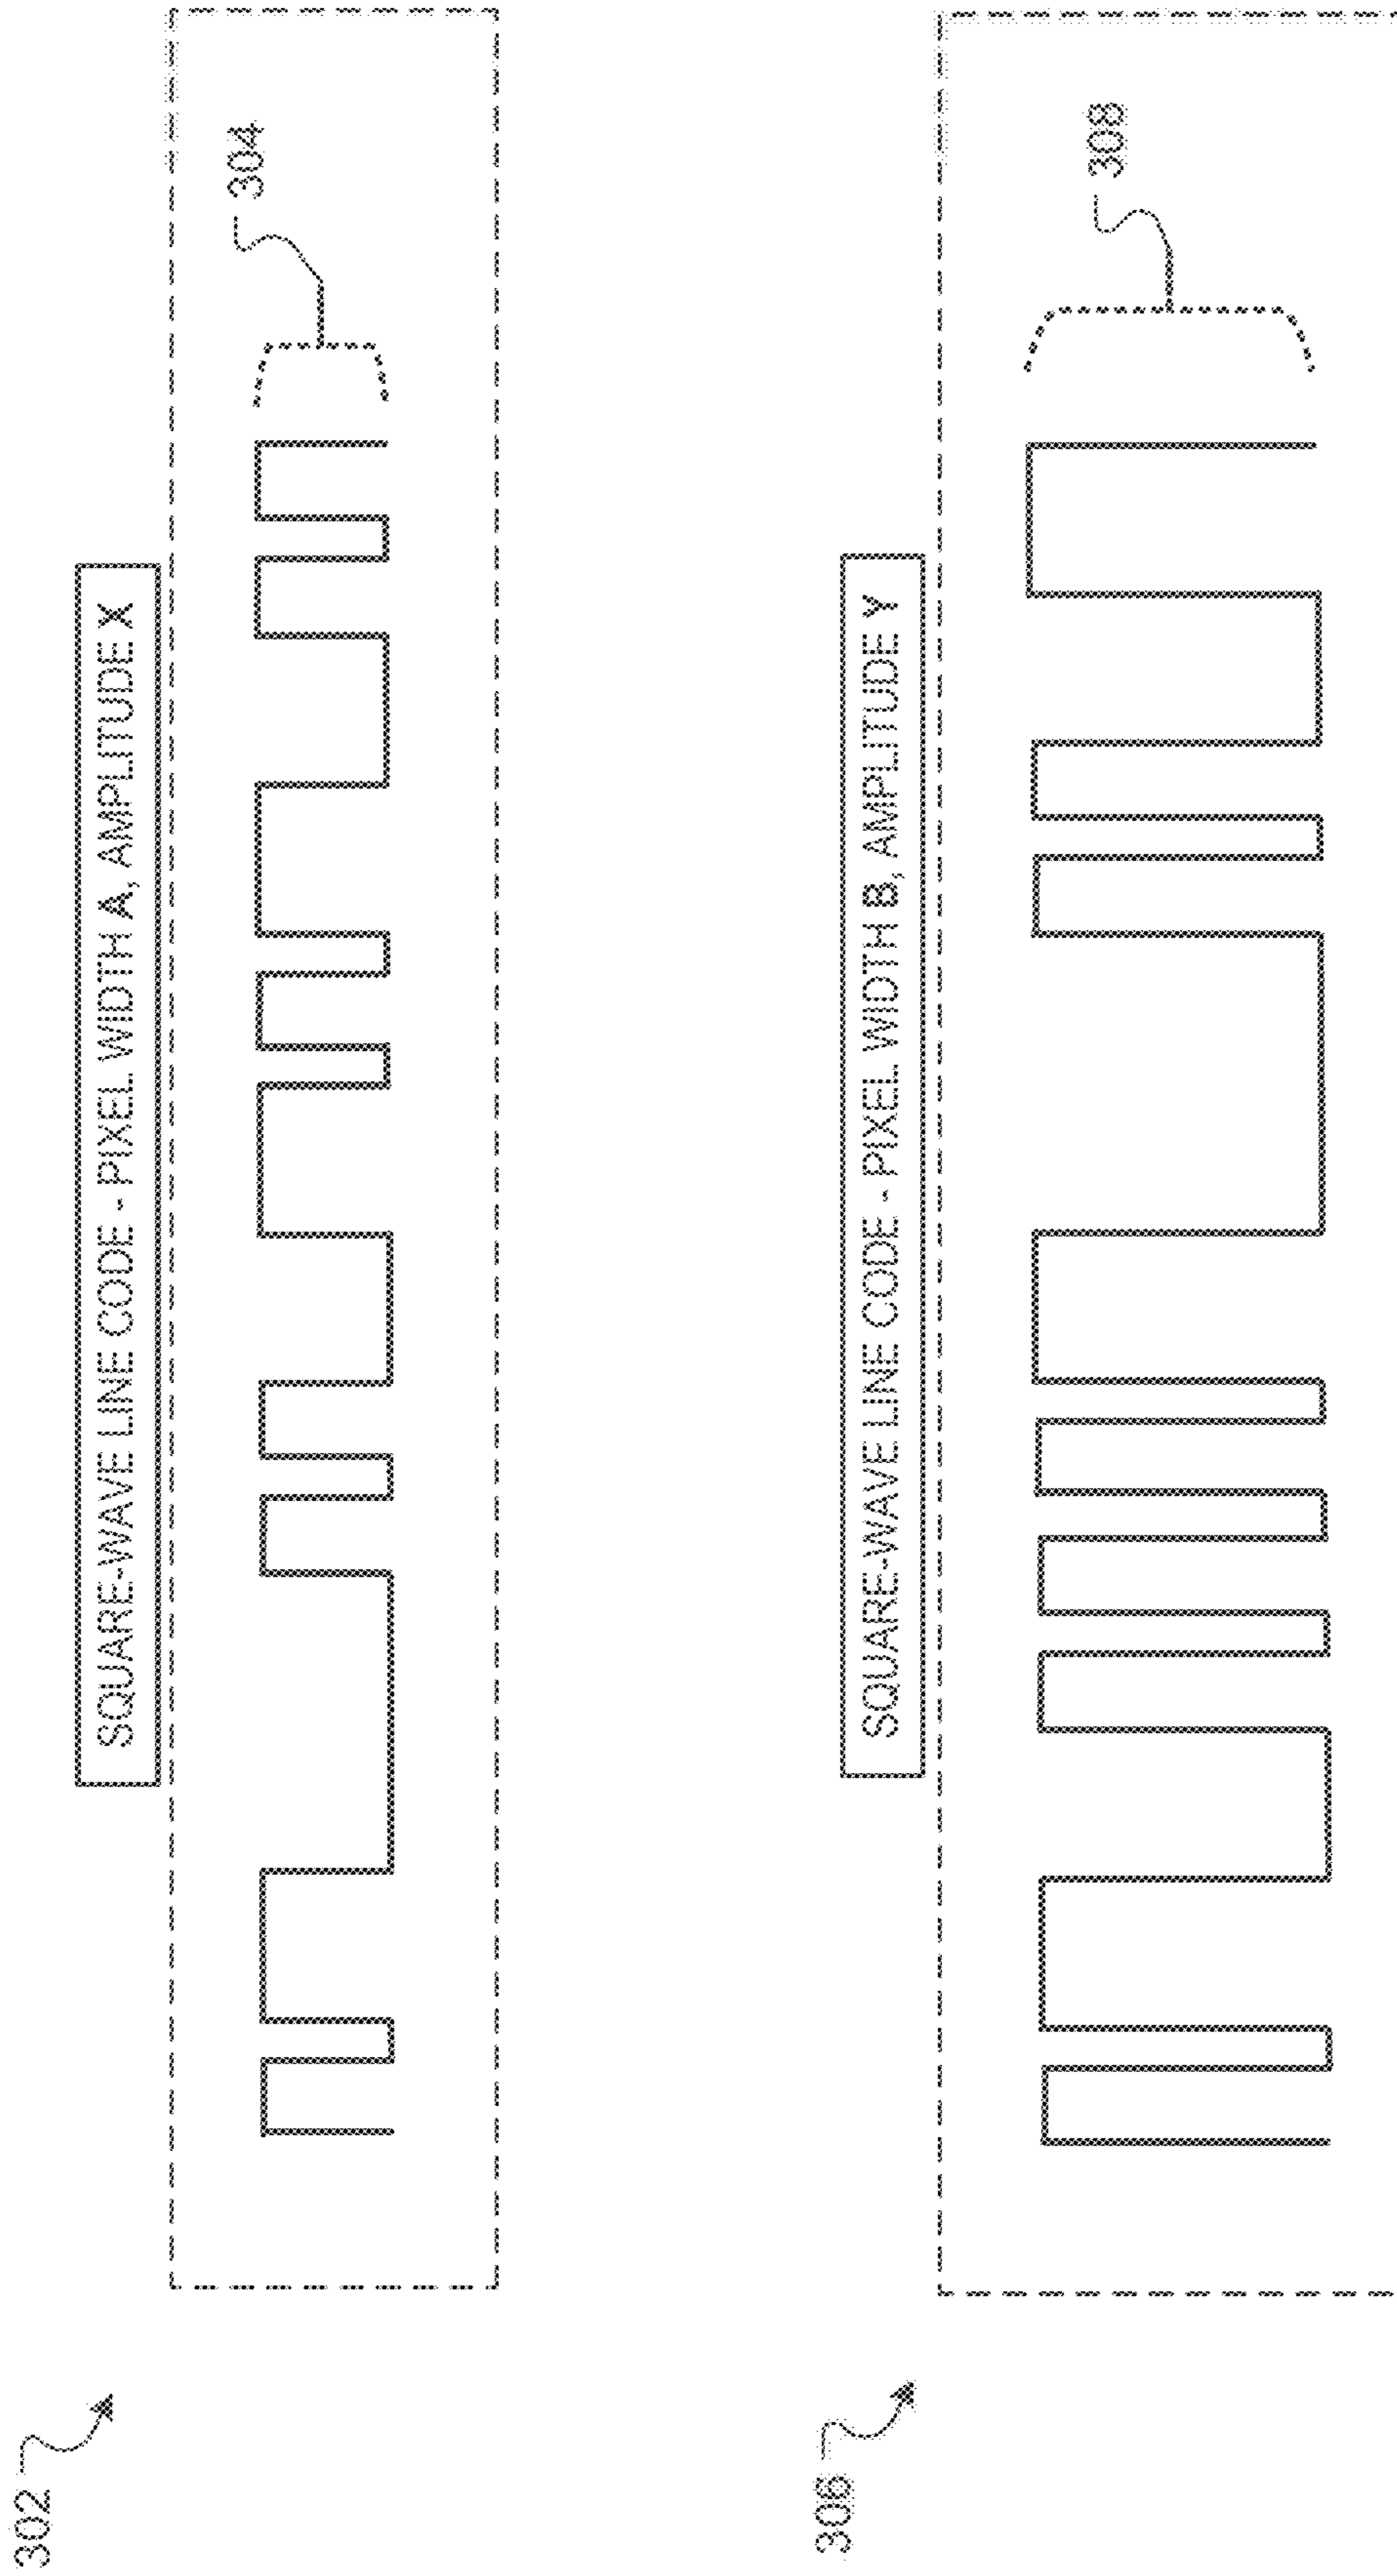 302
SQUARE-WAVE LINE CODE - PIXEL WIDTH A, AMPLITUDE X
304
306
SQUARE-WAVE LINE CODE - PIXEL WIDTH B, AMPLITUDE Y
308